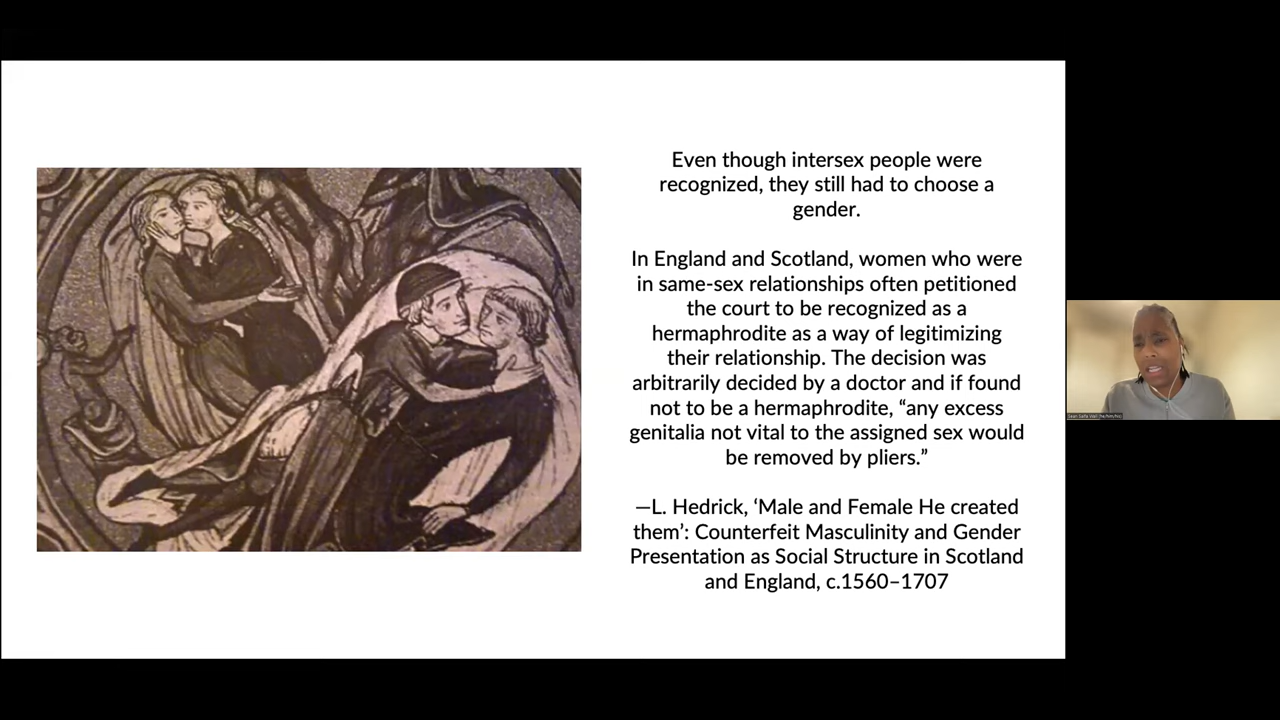 Even though intersex people were
recognized, they still had to choose a
gender.
In England and Scotland, women who were
in same-sex relationships often petitioned
the court to be recognized as a
hermaphrodite as a way of legitimizing
their relationship. The decision was
arbitrarily decided by a doctor and if found
not to be a hermaphrodite, “any excess
genitalia not vital to the assigned sex would
be removed by pliers.”
—L. Hedrick, ‘Male and Female He created
them’: Counterfeit Masculinity and Gender
Presentation as Social Structure in Scotland
and England, c.1560–1707